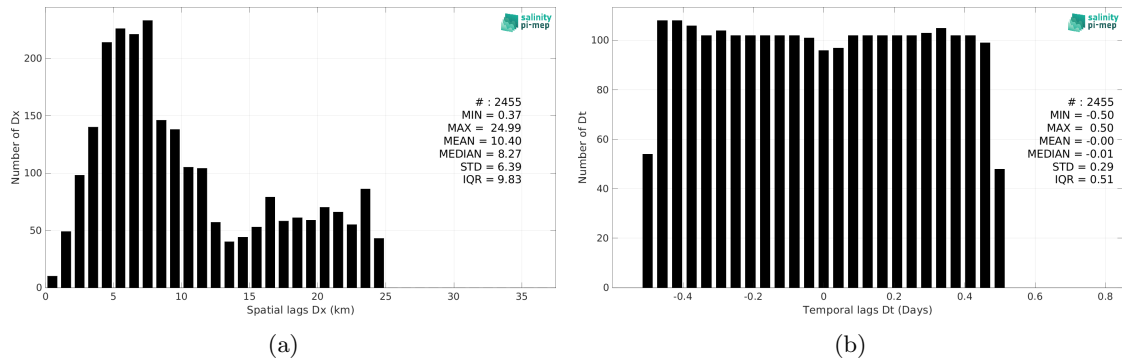 salinity
pi-mep
Number of Dx
200
150
100
50
0
# : 2455
MIN = 0.37
MAX = 24.99
MEAN = 10.40
MEDIAN = 8.27
STD = 6.39
IQR = 9.83
0 5 10 15 20 25 30 35
Spatial lags Dx (km)
(a)
salinity
pi-mep
Number of Dt
100
80
60
40
20
0
# : 2455
MIN = -0.50
MAX = 0.50
MEAN = -0.00
MEDIAN = -0.01
STD = 0.29
IQR = 0.51
-0.4 -0.2 0 0.2 0.4 0.6 0.8
Temporal lags Dt (Days)
(b)